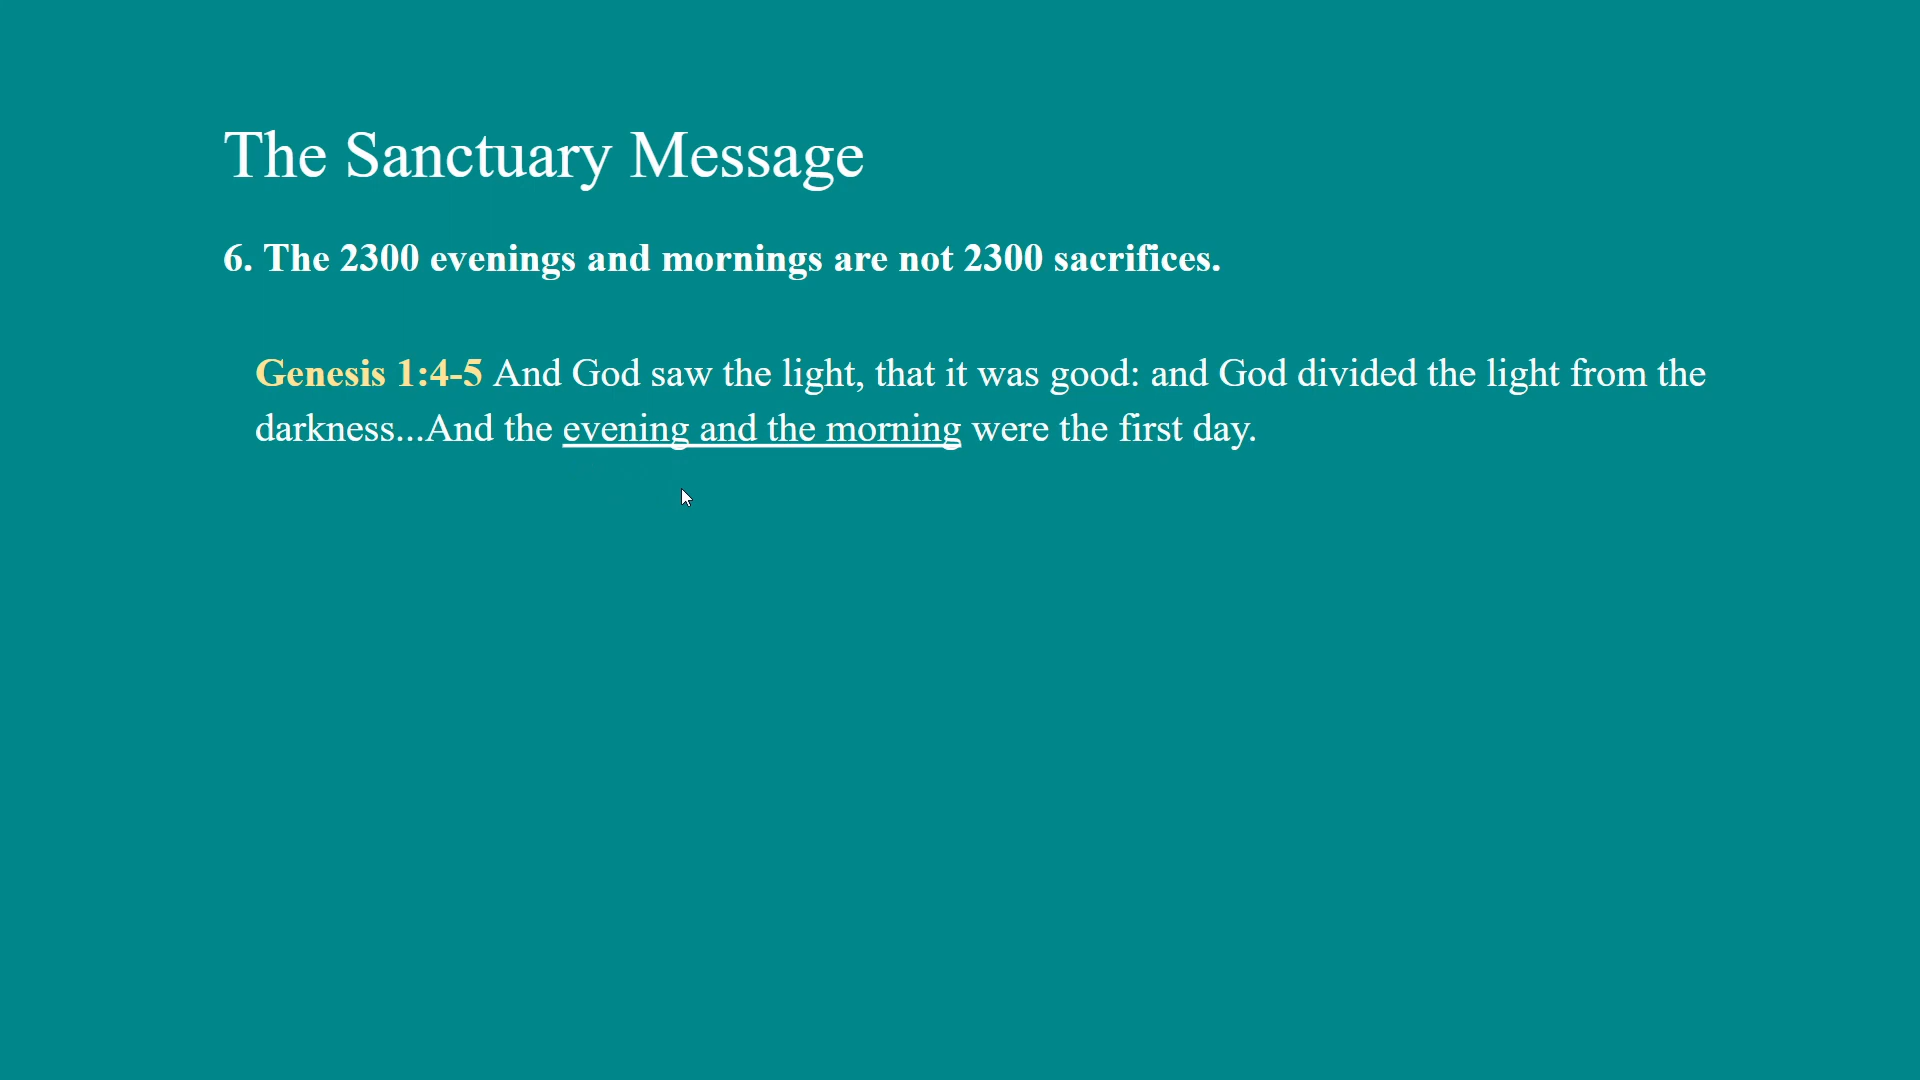 The Sanctuary Message
6. The 2300 evenings and mornings are not 2300 sacrifices.
Genesis 1:4-5 And God saw the light, that it was good: and God divided the light from the
darkness...And the evening and the morning were the first day.